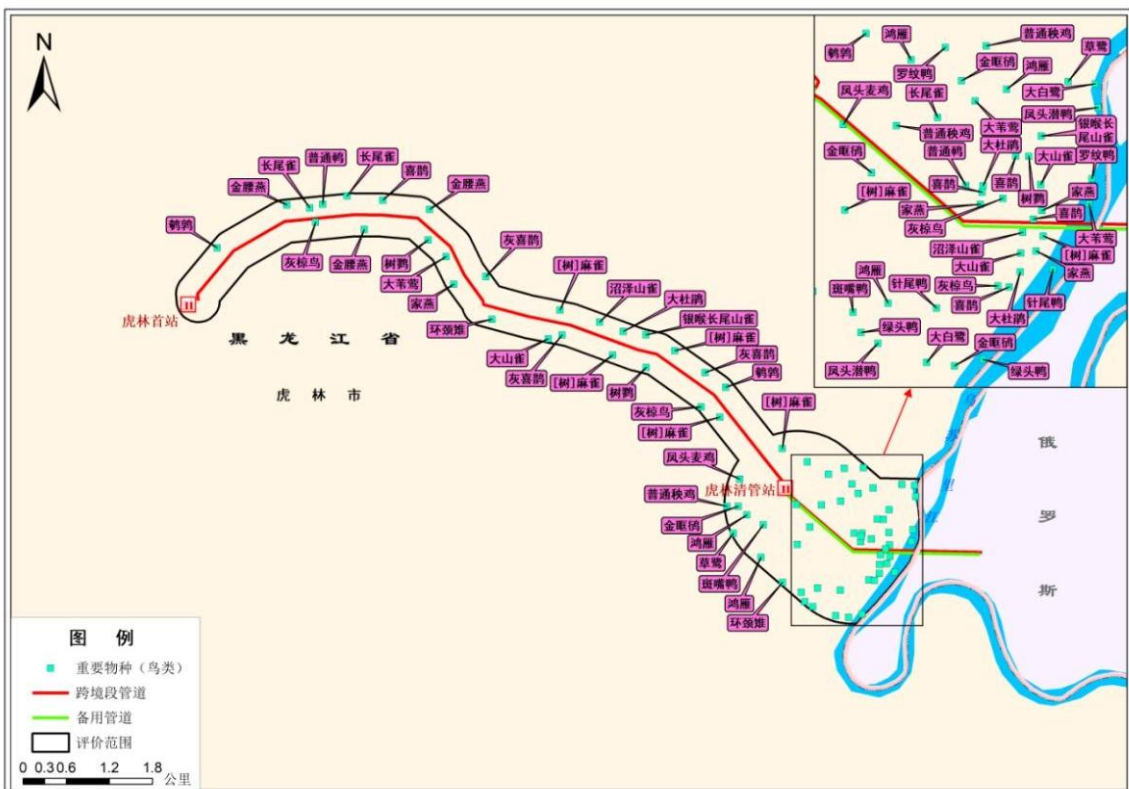 N
鹌鹑
金腰燕
长尾雀
普通鸭
长尾雀
喜鹊
金腰燕
灰椋鸟
金腰燕
树鹨
大苇莺
家燕
灰喜鹊
环颈雉
[树]麻雀
沼泽山雀
大杜鹃
银喉长尾山雀
[树]麻雀
灰喜鹊
鹌鹑
大山雀
灰喜鹊
[树]麻雀
树鹨
灰椋鸟
[树]麻雀
[树]麻雀
凤头麦鸡
普通秧鸡
金眶鸻
鸿雁
草鹭
斑嘴鸭
鸿雁
环颈雉
虎林首站
虎林清管站
黑龙江省
虎林市
俄罗斯
乌苏里江
鹌鹑
鸿雁
普通秧鸡
草鹭
罗纹鸭
金眶鸻
鸿雁
大白鹭
凤头麦鸡
长尾雀
凤头潜鸭
大苇莺
银喉长
尾山雀
普通秧鸡
普通鸭
大杜鹃
大山雀
罗纹鸭
金眶鸻
喜鹊
喜鹊
树鹨
家燕
[树]麻雀
家燕
喜鹊
灰椋鸟
大苇莺
沼泽山雀
[树]麻雀
大山雀
家燕
鸿雁
针尾鸭
灰椋鸟
斑嘴鸭
喜鹊
针尾鸭
大杜鹃
绿头鸭
大白鹭
金眶鸻
凤头潜鸭
绿头鸭
图 例
重要物种（鸟类）
跨境段管道
备用管道
评价范围
0 0.3 0.6 1.2 1.8 公里